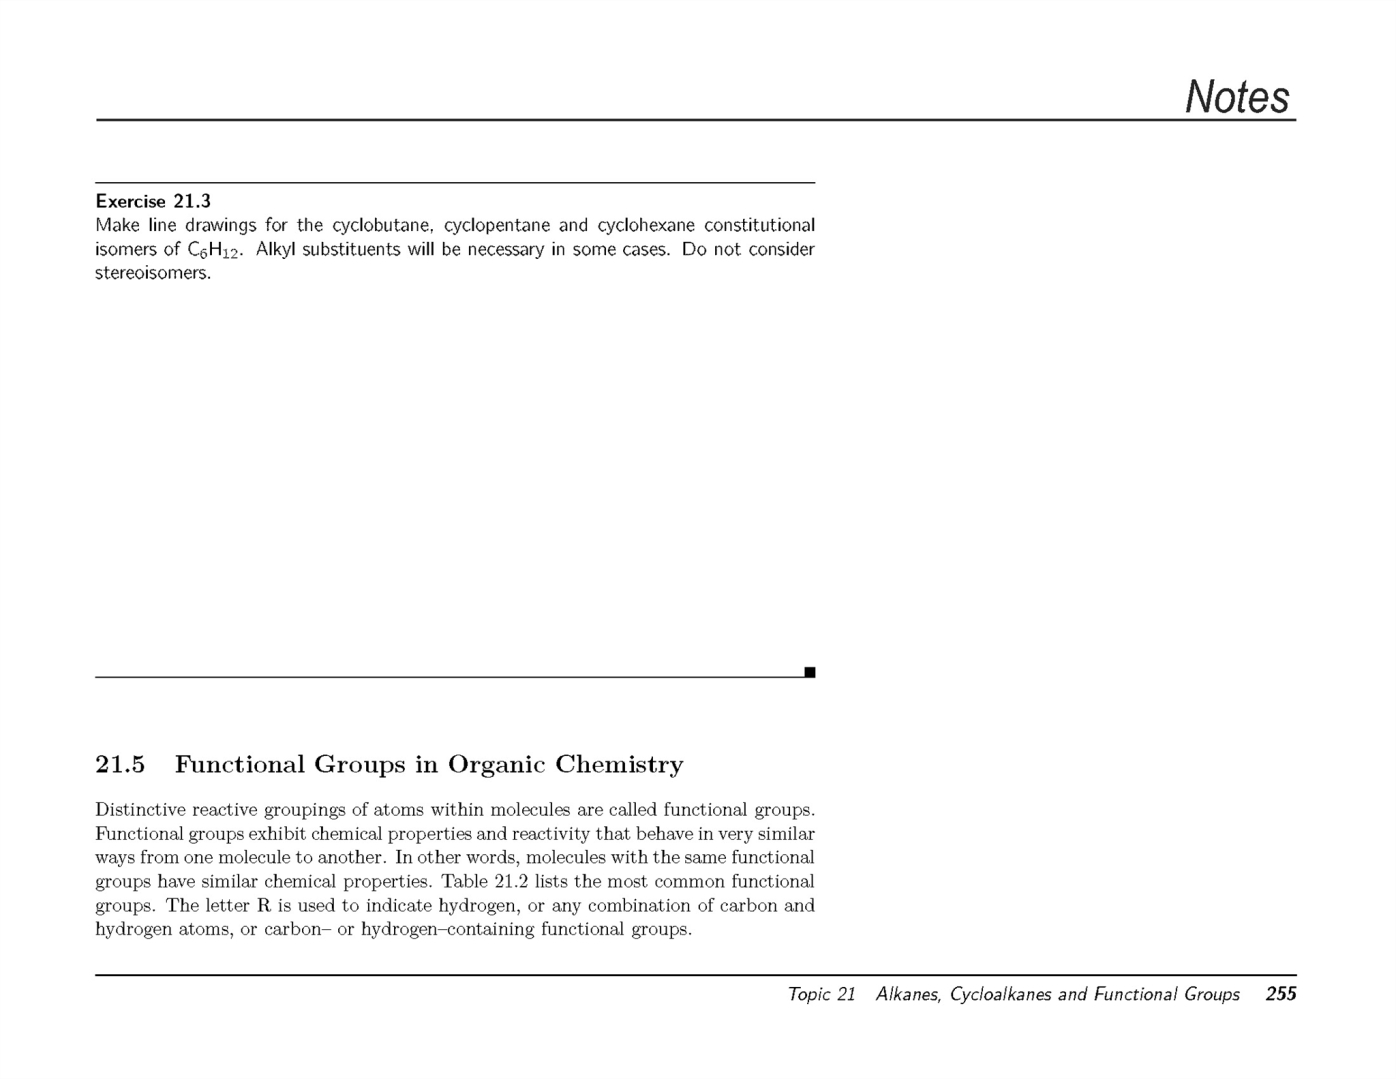 Notes
Exercise 21.3
Make line drawings for the cyclobutane, cyclopentane and cyclohexane constitutional
isomers of C₆H₁₂. Alkyl substituents will be necessary in some cases. Do not consider
stereoisomers.
21.5 Functional Groups in Organic Chemistry
Distinctive reactive groupings of atoms within molecules are called functional groups.
Functional groups exhibit chemical properties and reactivity that behave in very similar
ways from one molecule to another. In other words, molecules with the same functional
groups have similar chemical properties. Table 21.2 lists the most common functional
groups. The letter R is used to indicate hydrogen, or any combination of carbon and
hydrogen atoms, or carbon– or hydrogen–containing functional groups.
Topic 21 Alkanes, Cycloalkanes and Functional Groups 255